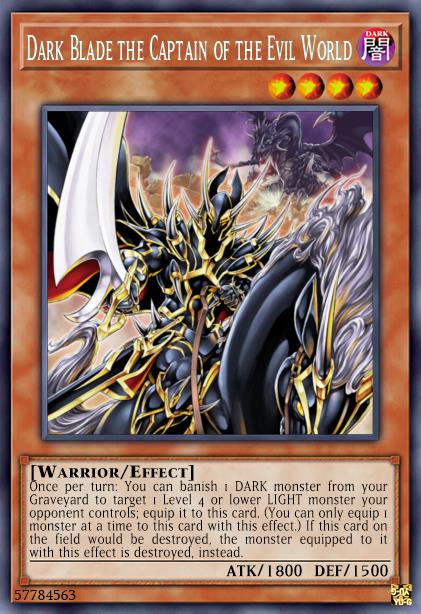 DARK BLADE THE CAPTAIN OF THE EVIL WORLD
DARK
闇
[WARRIOR/EFFECT]
Once per turn: You can banish 1 DARK monster from your
Graveyard to target 1 Level 4 or lower LIGHT monster your
opponent controls; equip it to this card. (You can only equip 1
monster at a time to this card with this effect.) If this card on
the field would be destroyed, the monster equipped to it
with this effect is destroyed, instead.
ATK/1800 DEF/1500
57784563